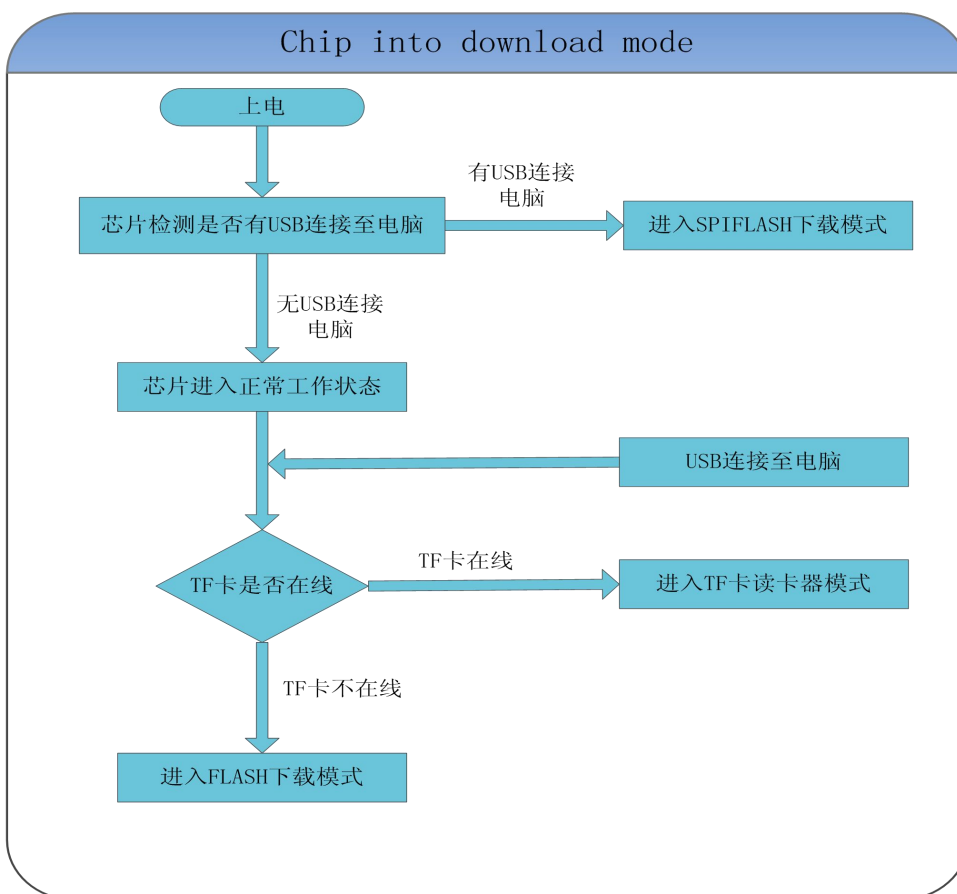 Chip into download mode
上电
有USB连接
电脑
芯片检测是否有USB连接至电脑
进入SPIFLASH下载模式
无USB连接
电脑
芯片进入正常工作状态
USB连接至电脑
TF卡在线
TF卡是否在线
进入TF卡读卡器模式
TF卡不在线
进入FLASH下载模式